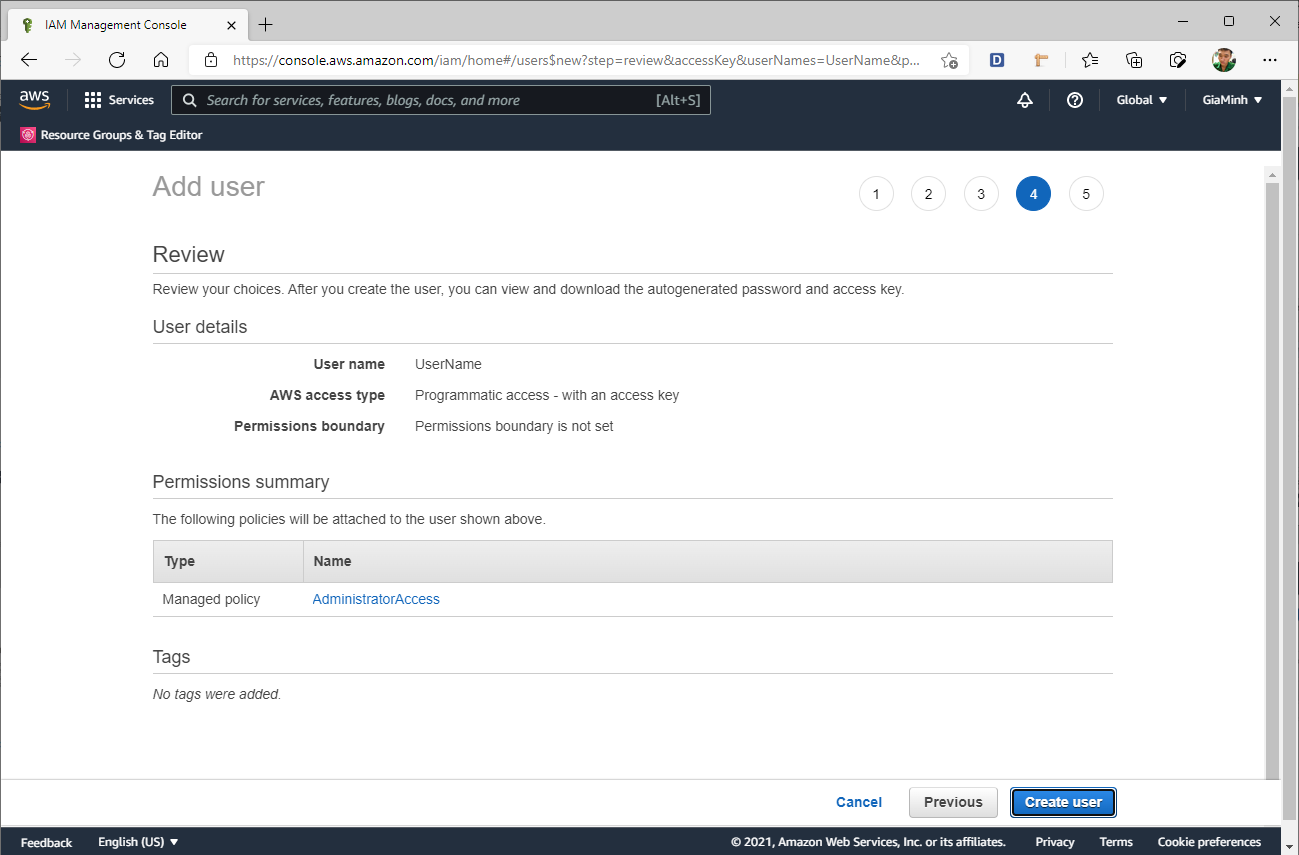 IAM Management Console
https://console.aws.amazon.com/iam/home#/users$new?step=review&accessKey&userNames=UserName&p...
aws Services Search for services, features, blogs, docs, and more [Alt+S] Global GiaMinh
Resource Groups & Tag Editor
Add user 1 2 3 4 5
Review
Review your choices. After you create the user, you can view and download the autogenerated password and access key.
User details
User name UserName
AWS access type Programmatic access - with an access key
Permissions boundary Permissions boundary is not set
Permissions summary
The following policies will be attached to the user shown above.
Type Name
Managed policy AdministratorAccess
Tags
No tags were added.
Cancel Previous Create user
Feedback English (US) © 2021, Amazon Web Services, Inc. or its affiliates. Privacy Terms Cookie preferences